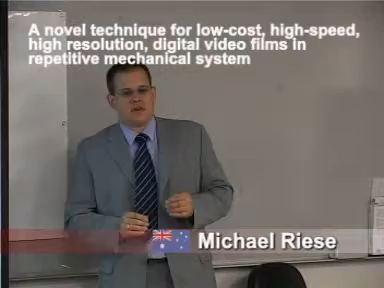 A novel technique for low-cost, high-speed,
high resolution, digital video films in
repetitive mechanical system
Michael Riese